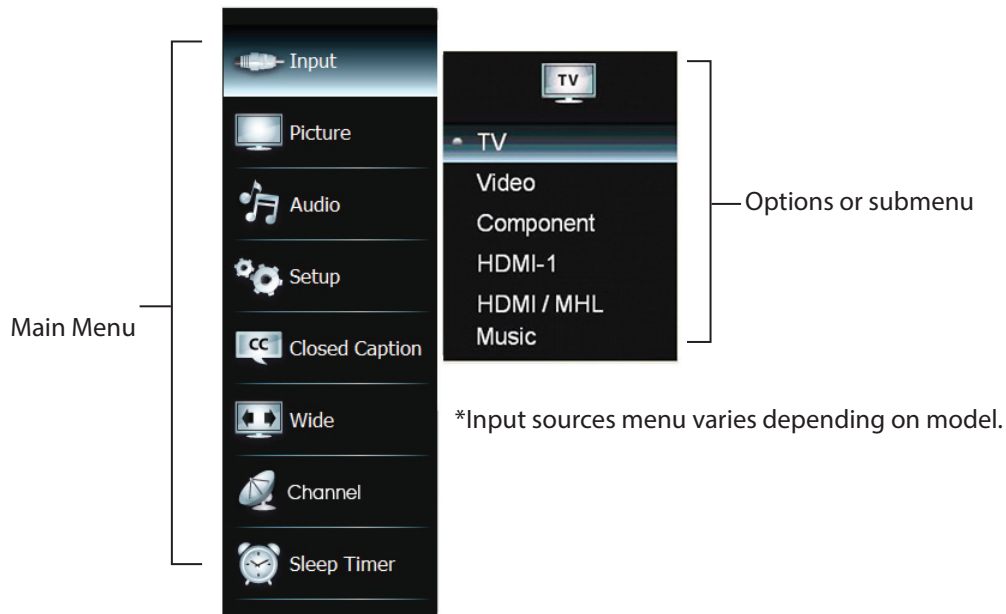 Main Menu
Input
Picture
Audio
Setup
CC Closed Caption
Wide
Channel
Sleep Timer
TV
TV
Video
Component
HDMI-1
HDMI / MHL
Music
Options or submenu
*Input sources menu varies depending on model.